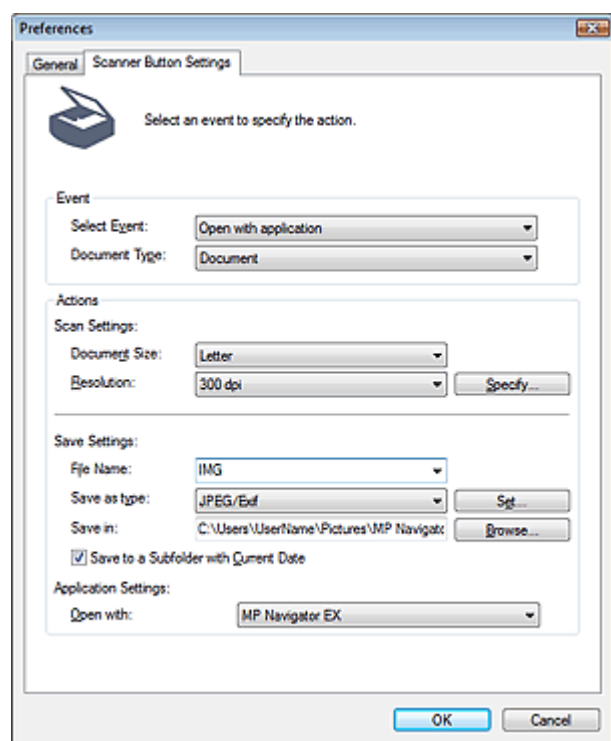 Preferences
General Scanner Button Settings
Select an event to specify the action.
Event
Select Event: Open with application
Document Type: Document
Actions
Scan Settings:
Document Size: Letter
Resolution: 300 dpi Specify...
Save Settings:
File Name: IMG
Save as type: JPEG/Exif Set...
Save in: C:\Users\UserName\Pictures\MP Navigatc Browse...
Save to a Subfolder with Current Date
Application Settings:
Open with: MP Navigator EX
OK Cancel